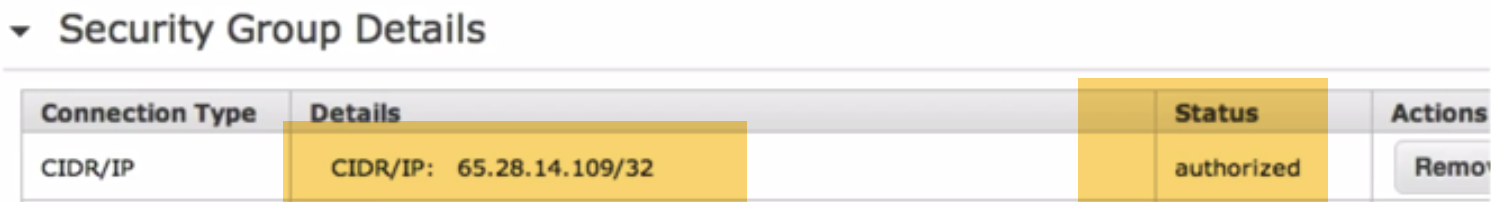 Security Group Details
Connection Type Details Status Actions
CIDR/IP CIDR/IP: 65.28.14.109/32 authorized